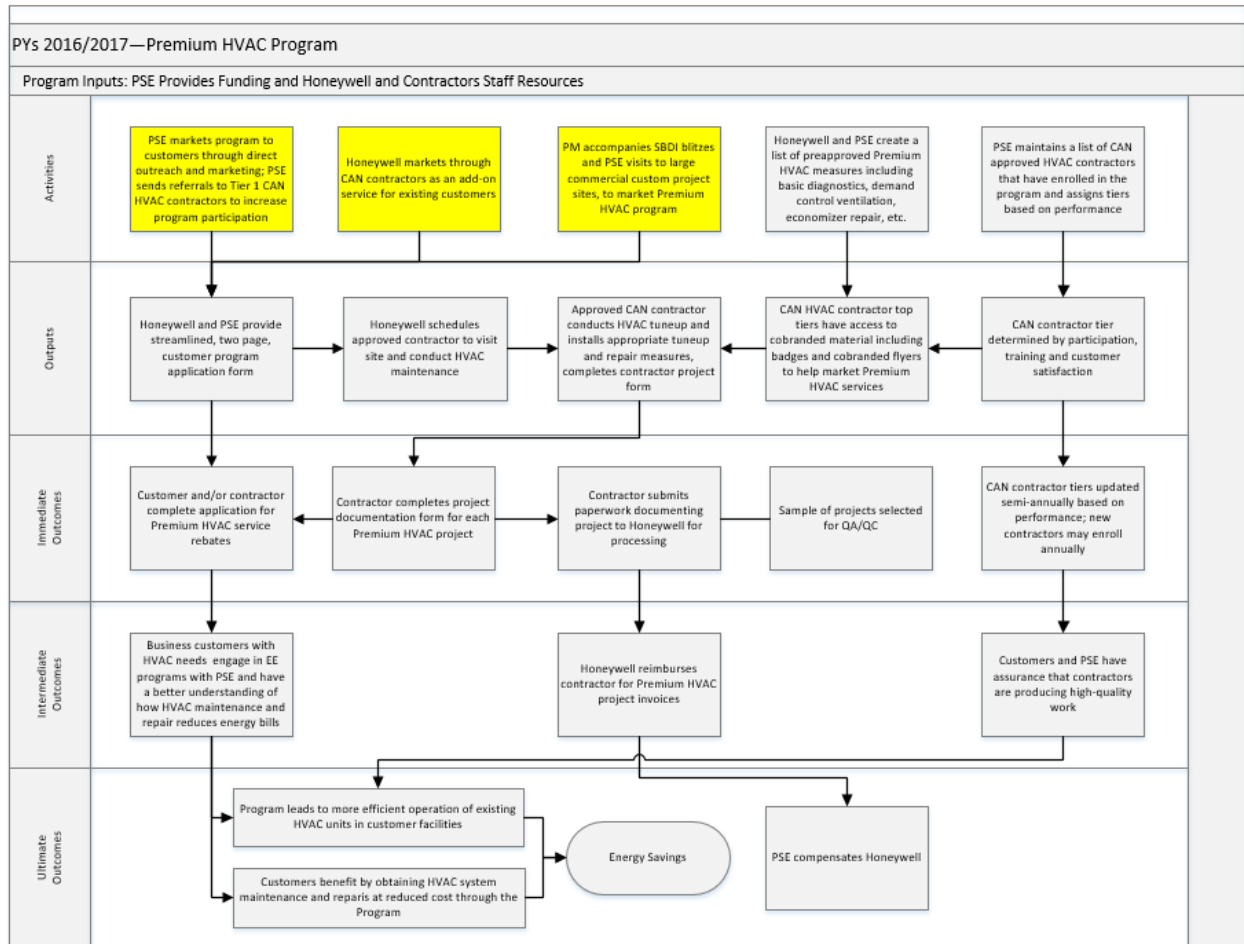 PYs 2016/2017—Premium HVAC Program
Program Inputs: PSE Provides Funding and Honeywell and Contractors Staff Resources
Activities
PSE markets program to
customers through direct
outreach and marketing; PSE
sends referrals to Tier 1 CAN
HVAC contractors to increase
program participation
Honeywell markets through
CAN contractors as an add-on
service for existing customers
PM accompanies SBDI blitzes
and PSE visits to large
commercial custom project
sites, to market Premium
HVAC program
Honeywell and PSE create a
list of preapproved Premium
HVAC measures including
basic diagnostics, demand
control ventilation,
economizer repair, etc.
PSE maintains a list of CAN
approved HVAC contractors
that have enrolled in the
program and assigns tiers
based on performance
Outputs
Honeywell and PSE provide
streamlined, two page,
customer program
application form
Honeywell schedules
approved contractor to visit
site and conduct HVAC
maintenance
Approved CAN contractor
conducts HVAC tuneup and
installs appropriate tuneup
and repair measures,
completes contractor project
form
CAN HVAC contractor top
tiers have access to
cobranded material including
badges and cobranded flyers
to help market Premium
HVAC services
CAN contractor tier
determined by participation,
training and customer
satisfaction
Immediate
Outcomes
Customer and/or contractor
complete application for
Premium HVAC service
rebates
Contractor completes project
documentation form for each
Premium HVAC project
Contractor submits
paperwork documenting
project to Honeywell for
processing
Sample of projects selected
for QA/QC
CAN contractor tiers updated
semi-annually based on
performance; new
contractors may enroll
annually
Intermediate
Outcomes
Business customers with
HVAC needs engage in EE
programs with PSE and have
a better understanding of
how HVAC maintenance and
repair reduces energy bills
Honeywell reimburses
contractor for Premium HVAC
project invoices
Customers and PSE have
assurance that contractors
are producing high-quality
work
Ultimate
Outcomes
Program leads to more efficient operation of existing
HVAC units in customer facilities
Customers benefit by obtaining HVAC system
maintenance and reparis at reduced cost through the
Program
Energy Savings
PSE compensates Honeywell